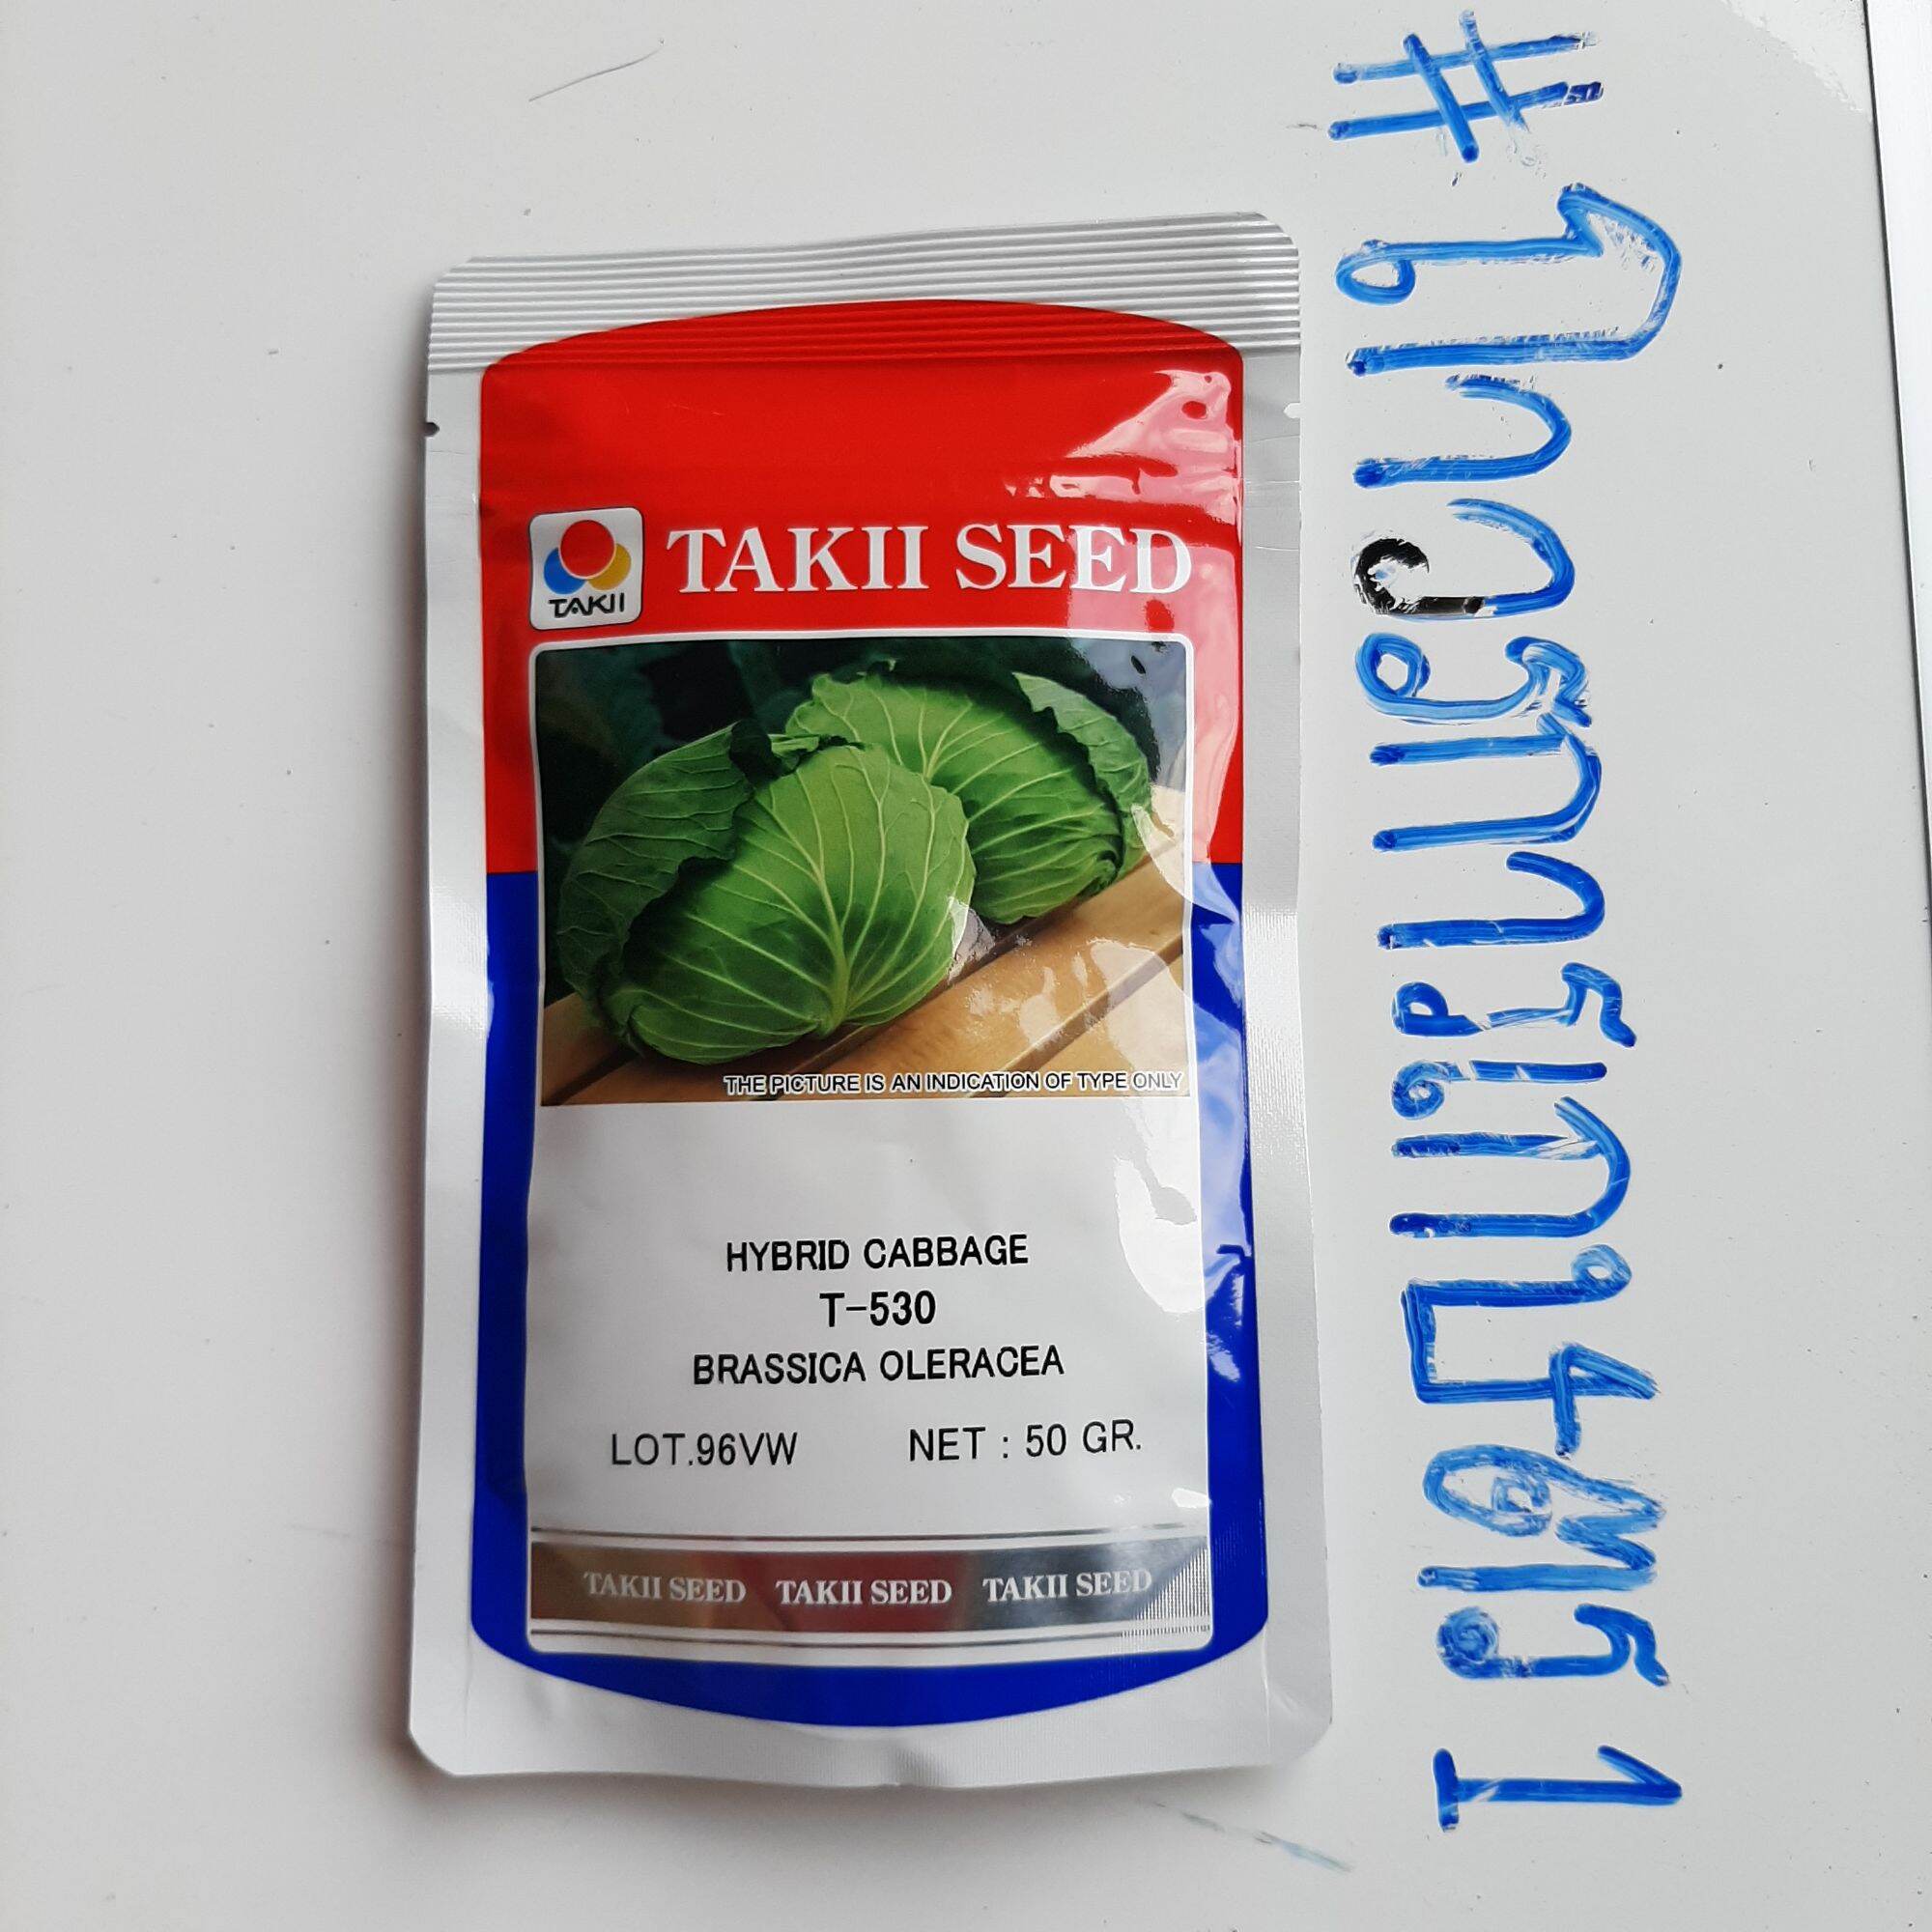 TAKII
TAKII SEED
THE PICTURE IS AN INDICATION OF TYPE ONLY
HYBRID CABBAGE
T-530
BRASSICA OLERACEA
LOT.96VW NET : 50 GR.
TAKII SEED TAKII SEED TAKII SEED